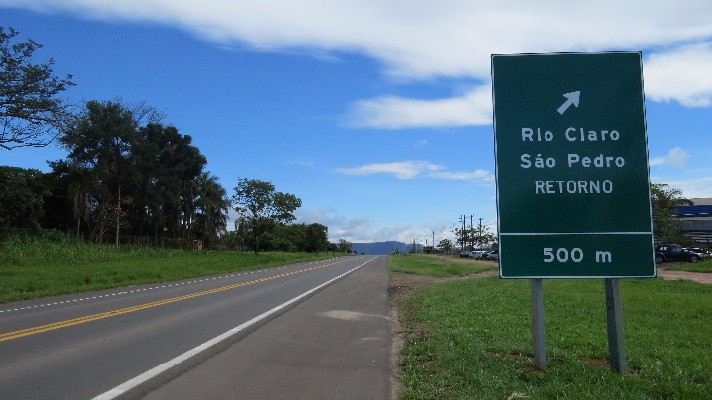 Rio Claro
São Pedro
RETORNO
500 m